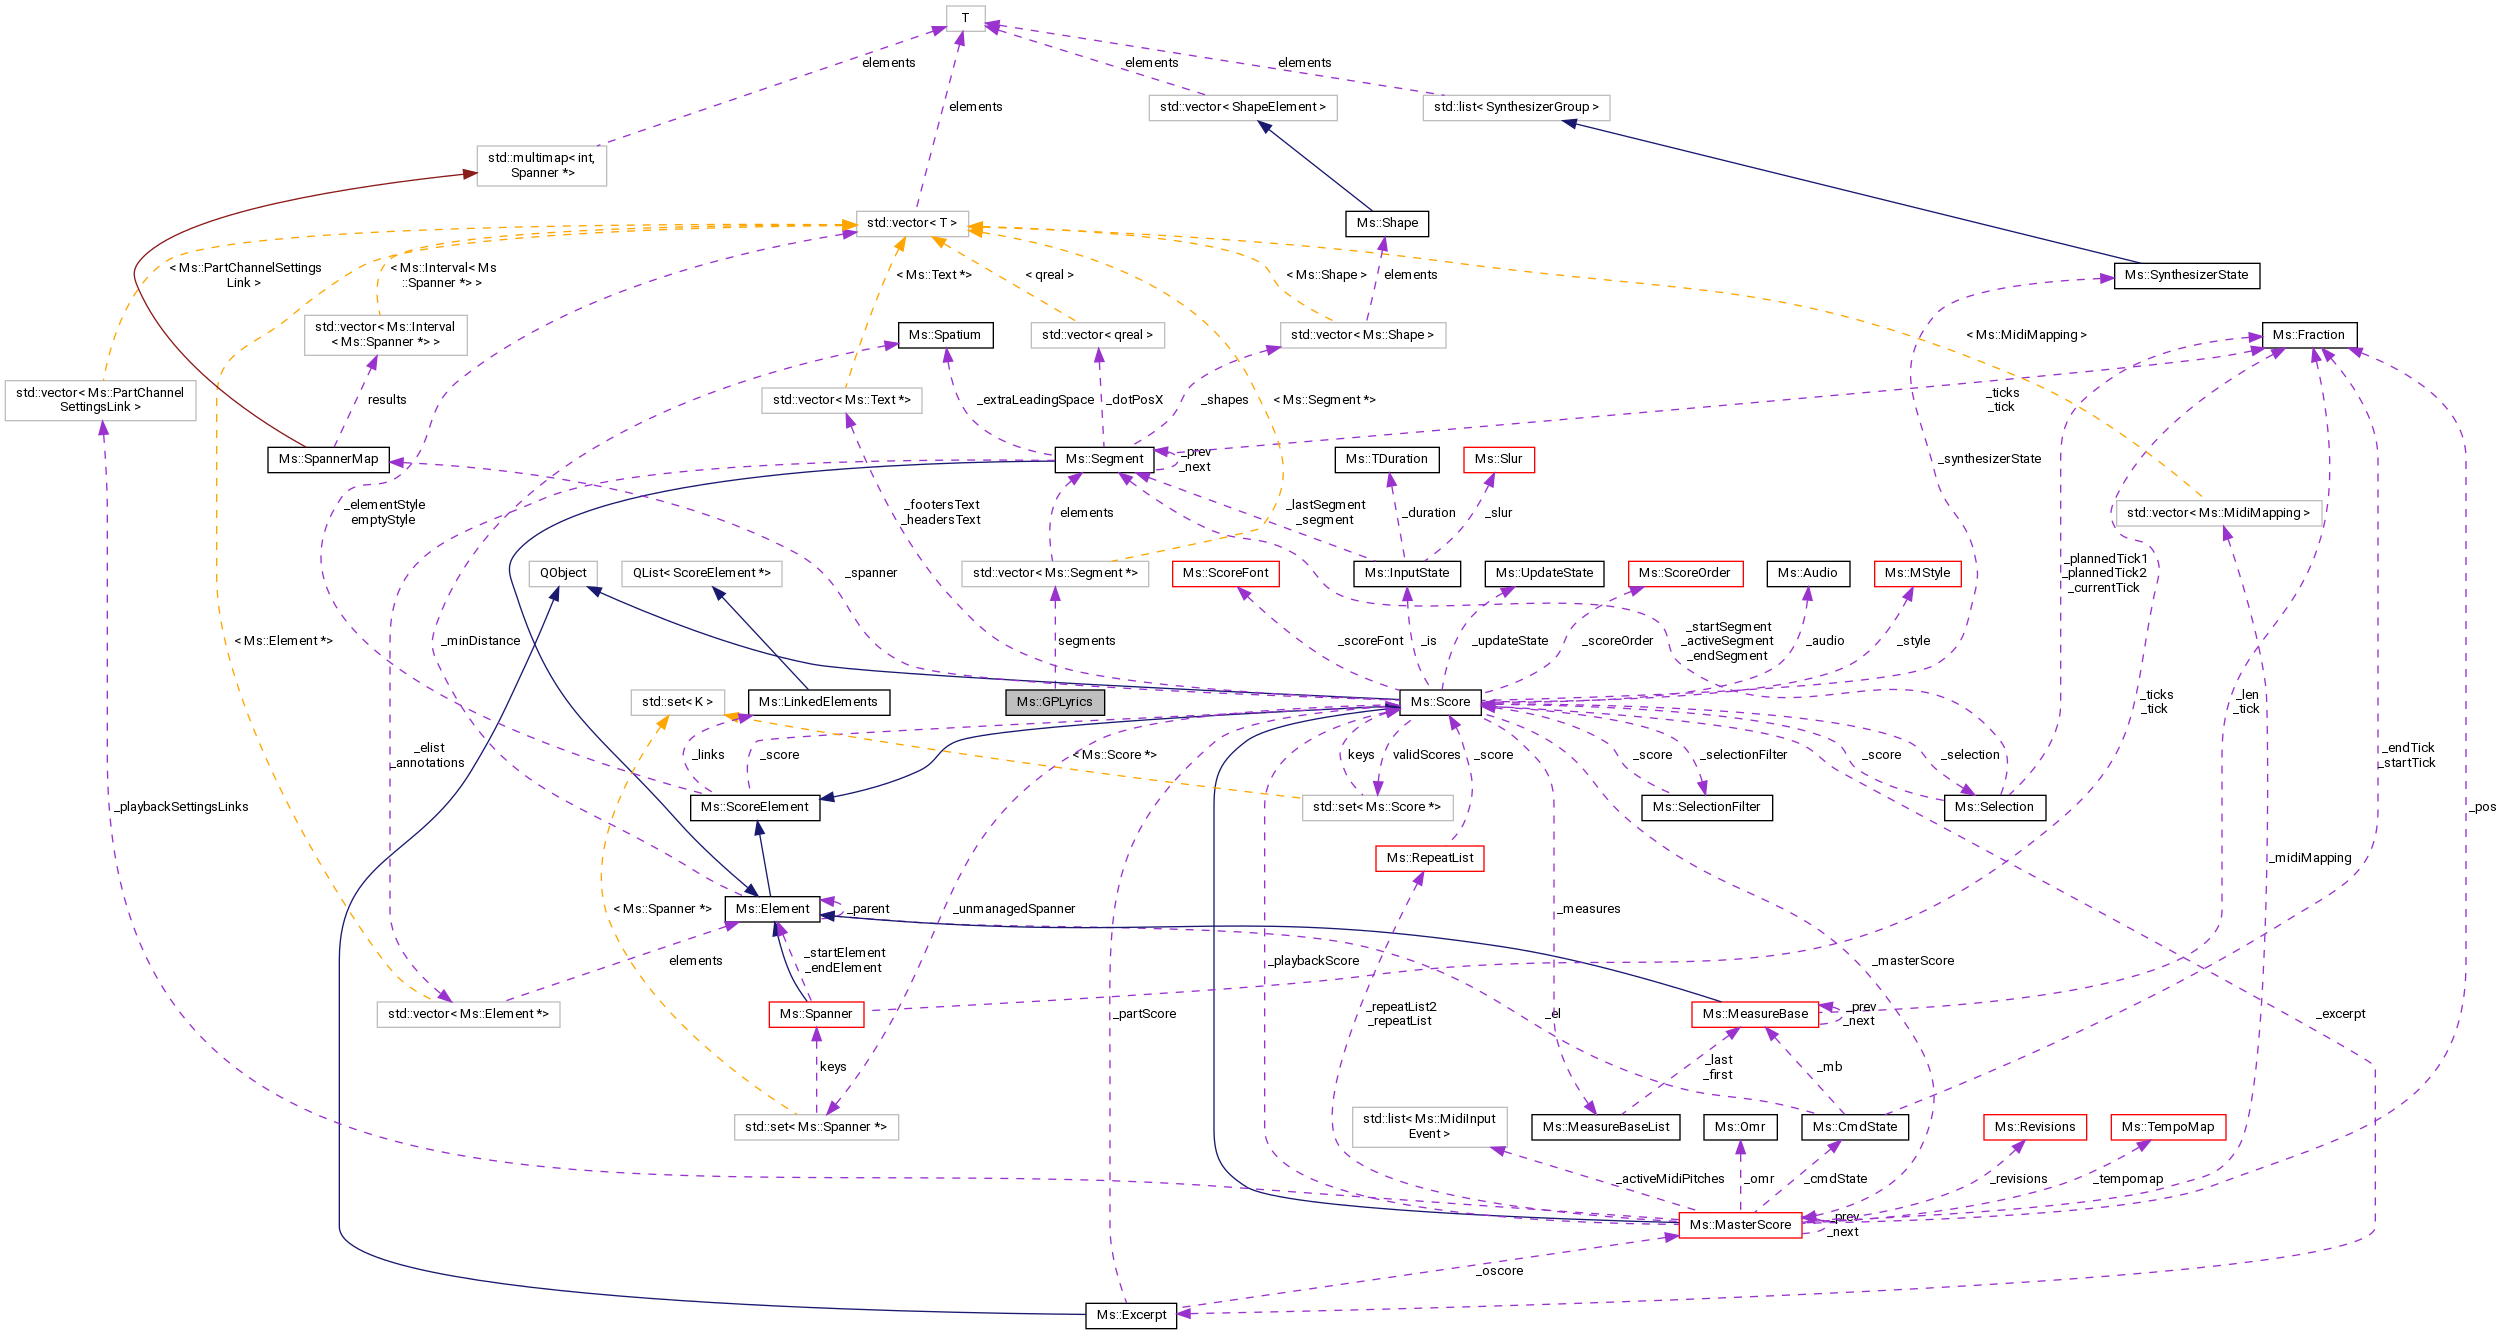 T
elements
elements
elements
std::vector< ShapeElement >
std::list< SynthesizerGroup >
elements
std::multimap< int,
Spanner *>
std::vector< T >
Ms::Shape
< Ms::PartChannelSettings
Link >
< Ms::Interval< Ms
::Spanner *> >
< Ms::Text *>
< qreal >
< Ms::Shape >
elements
Ms::SynthesizerState
std::vector< Ms::Interval
< Ms::Spanner *> >
Ms::Spatium
std::vector< qreal >
std::vector< Ms::Shape >
< Ms::MidiMapping >
Ms::Fraction
std::vector< Ms::PartChannel
SettingsLink >
results
std::vector< Ms::Text *>
_extraLeadingSpace
_dotPosX
_shapes
< Ms::Segment *>
_ticks
_tick
Ms::SpannerMap
Ms::Segment
_prev
_next
Ms::TDuration
Ms::Slur
_synthesizerState
_elementStyle
emptyStyle
_footersText
_headersText
elements
_lastSegment
_segment
_duration
_slur
std::vector< Ms::MidiMapping >
QObject
QList< ScoreElement *>
_spanner
std::vector< Ms::Segment *>
Ms::ScoreFont
Ms::InputState
Ms::UpdateState
Ms::ScoreOrder
Ms::Audio
Ms::MStyle
_plannedTick1
_plannedTick2
_currentTick
< Ms::Element *>
_minDistance
segments
_scoreFont
_is
_updateState
_scoreOrder
_startSegment
_activeSegment
_endSegment
_audio
_style
std::set< K >
Ms::LinkedElements
Ms::GPLyrics
Ms::Score
_ticks
_tick
_len
_tick
_elist
_annotations
_links
_score
< Ms::Score *>
keys
validScores
_score
_score
_selectionFilter
_score
_selection
_endTick
_startTick
_playbackSettingsLinks
Ms::ScoreElement
std::set< Ms::Score *>
Ms::SelectionFilter
Ms::Selection
_pos
Ms::RepeatList
_midiMapping
Ms::Element
_parent
< Ms::Spanner *>
_unmanagedSpanner
_measures
elements
_startElement
_endElement
_playbackScore
_masterScore
std::vector< Ms::Element *>
Ms::Spanner
_partScore
_repeatList2
_repeatList
_el
Ms::MeasureBase
_prev
_next
_excerpt
keys
_last
_first
_mb
std::set< Ms::Spanner *>
std::list< Ms::MidiInput
Event >
Ms::MeasureBaseList
Ms::Omr
Ms::CmdState
Ms::Revisions
Ms::TempoMap
_activeMidiPitches
_omr
_cmdState
_revisions
_tempomap
Ms::MasterScore
_prev
_next
_oscore
Ms::Excerpt